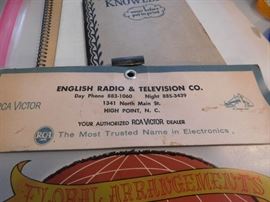 KNOWLEDGE
ENGLISH RADIO & TELEVISION CO.
Day Phone 883-1060 Night 885-3439
1341 North Main St.
HIGH POINT, N. C.
RCA VICTOR
YOUR AUTHORIZED RCA VICTOR DEALER
RCA
The Most Trusted Name in Electronics
FLORAL ARRANGEMENTS